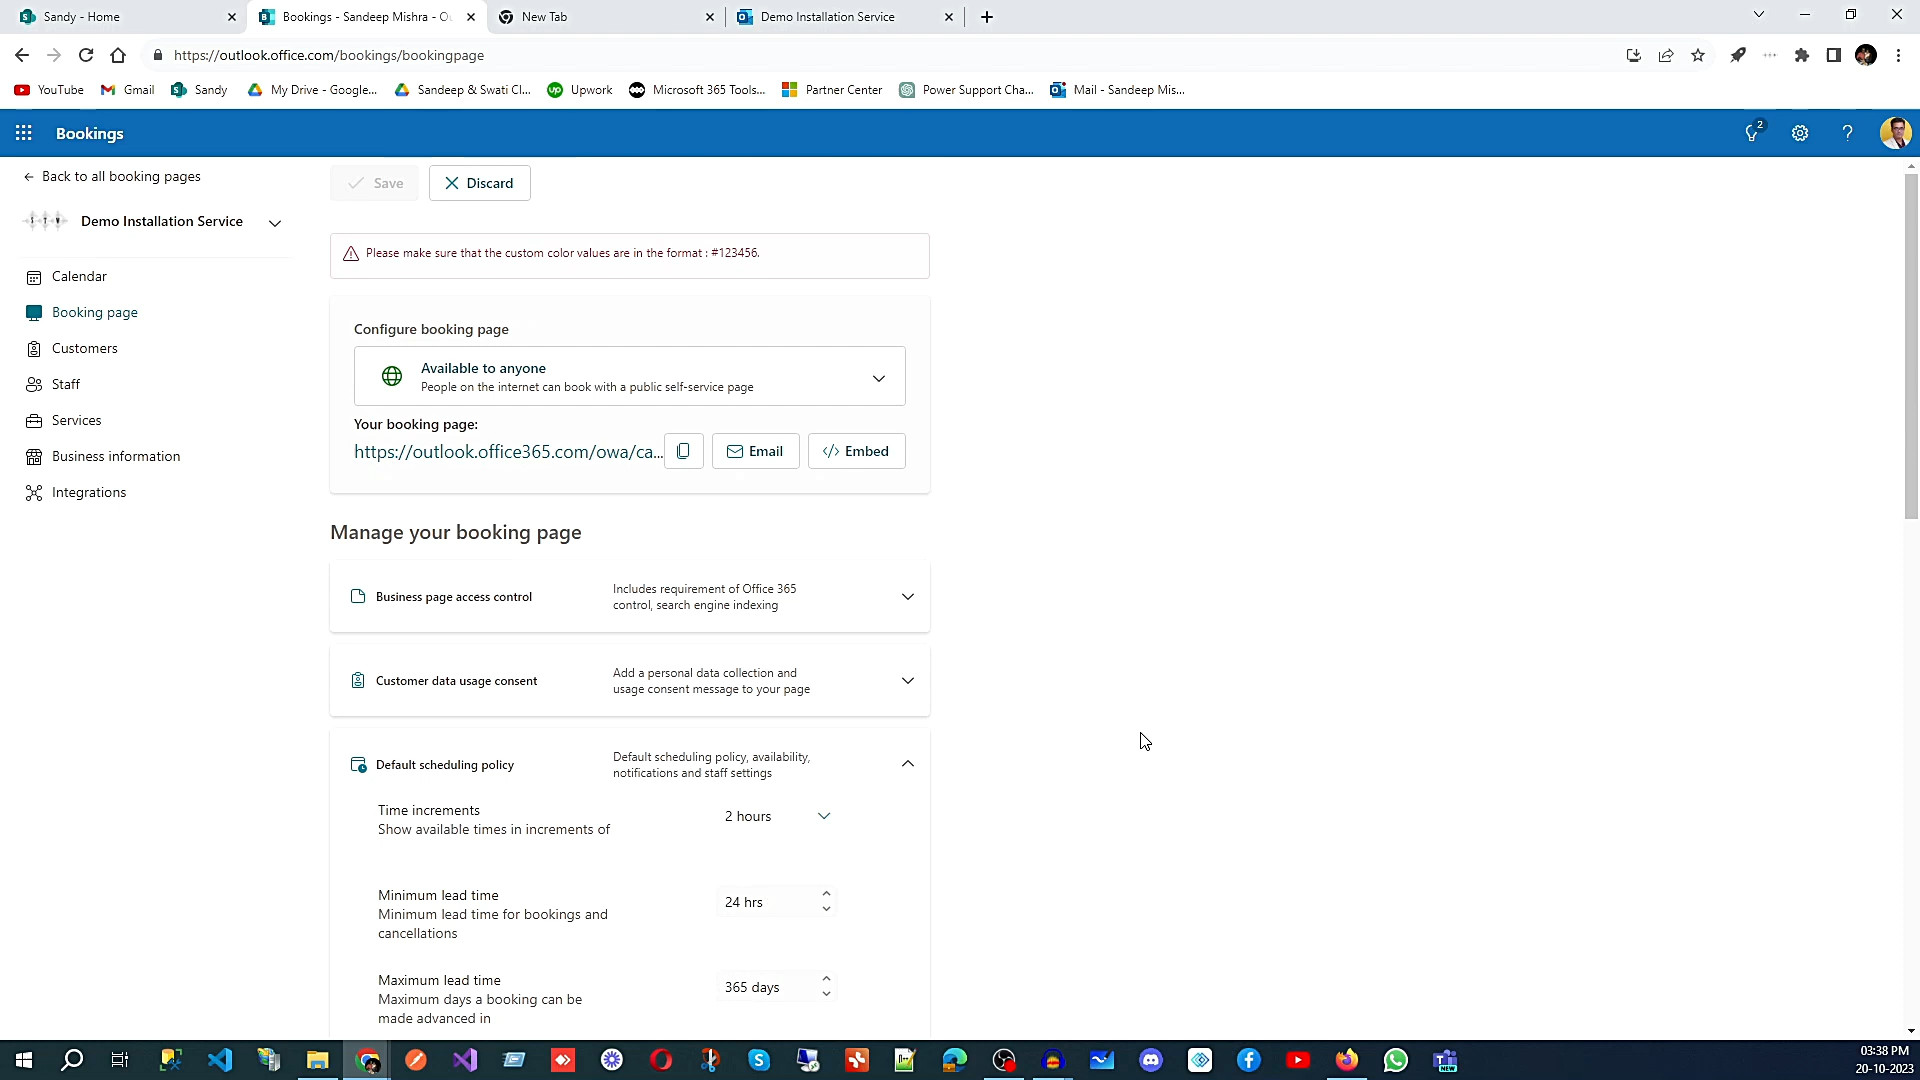 Sandy - Home
Bookings - Sandeep Mishra - Ou
New Tab
Demo Installation Service
https://outlook.office.com/bookings/bookingpage
YouTube
Gmail
Sandy
My Drive - Google...
Sandeep & Swati Cl...
Upwork
Microsoft 365 Tools...
Partner Center
Power Support Cha...
Mail - Sandeep Mis...
Bookings
2
Back to all booking pages
Save
Discard
Demo Installation Service
Please make sure that the custom color values are in the format : #123456.
Calendar
Booking page
Customers
Staff
Services
Business information
Integrations
Configure booking page
Available to anyone
People on the internet can book with a public self-service page
Your booking page:
https://outlook.office365.com/owa/ca...
Email
Embed
Manage your booking page
Business page access control
Includes requirement of Office 365
control, search engine indexing
Customer data usage consent
Add a personal data collection and
usage consent message to your page
Default scheduling policy
Default scheduling policy, availability,
notifications and staff settings
Time increments
Show available times in increments of
2 hours
Minimum lead time
Minimum lead time for bookings and
cancellations
24 hrs
Maximum lead time
Maximum days a booking can be
made advanced in
365 days
03:38 PM
20-10-2023